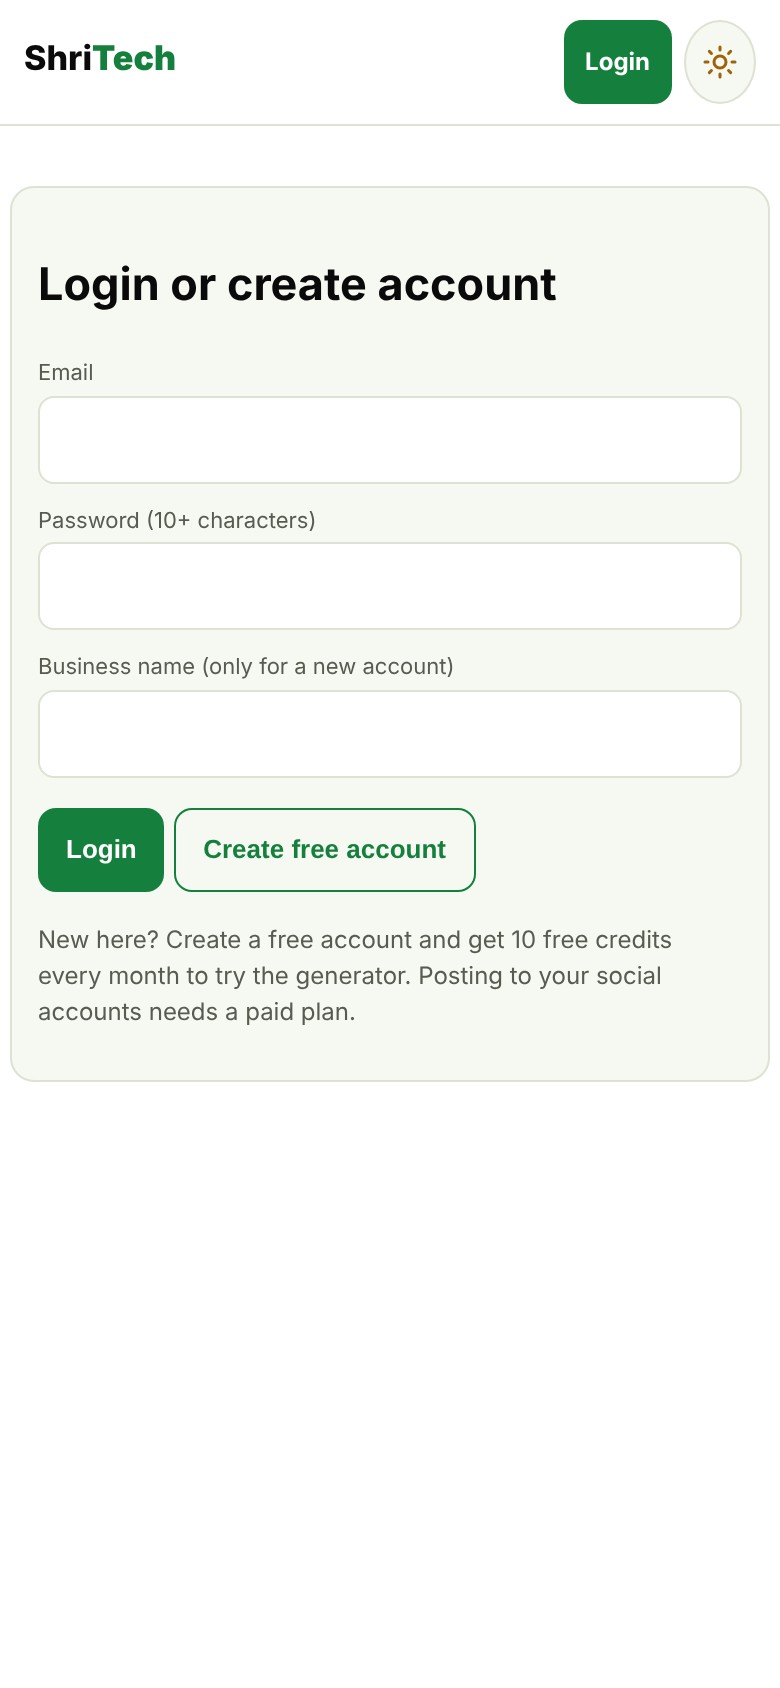 ShriTech
Login
Login or create account
Email
Password (10+ characters)
Business name (only for a new account)
Login
Create free account
New here? Create a free account and get 10 free credits
every month to try the generator. Posting to your social
accounts needs a paid plan.